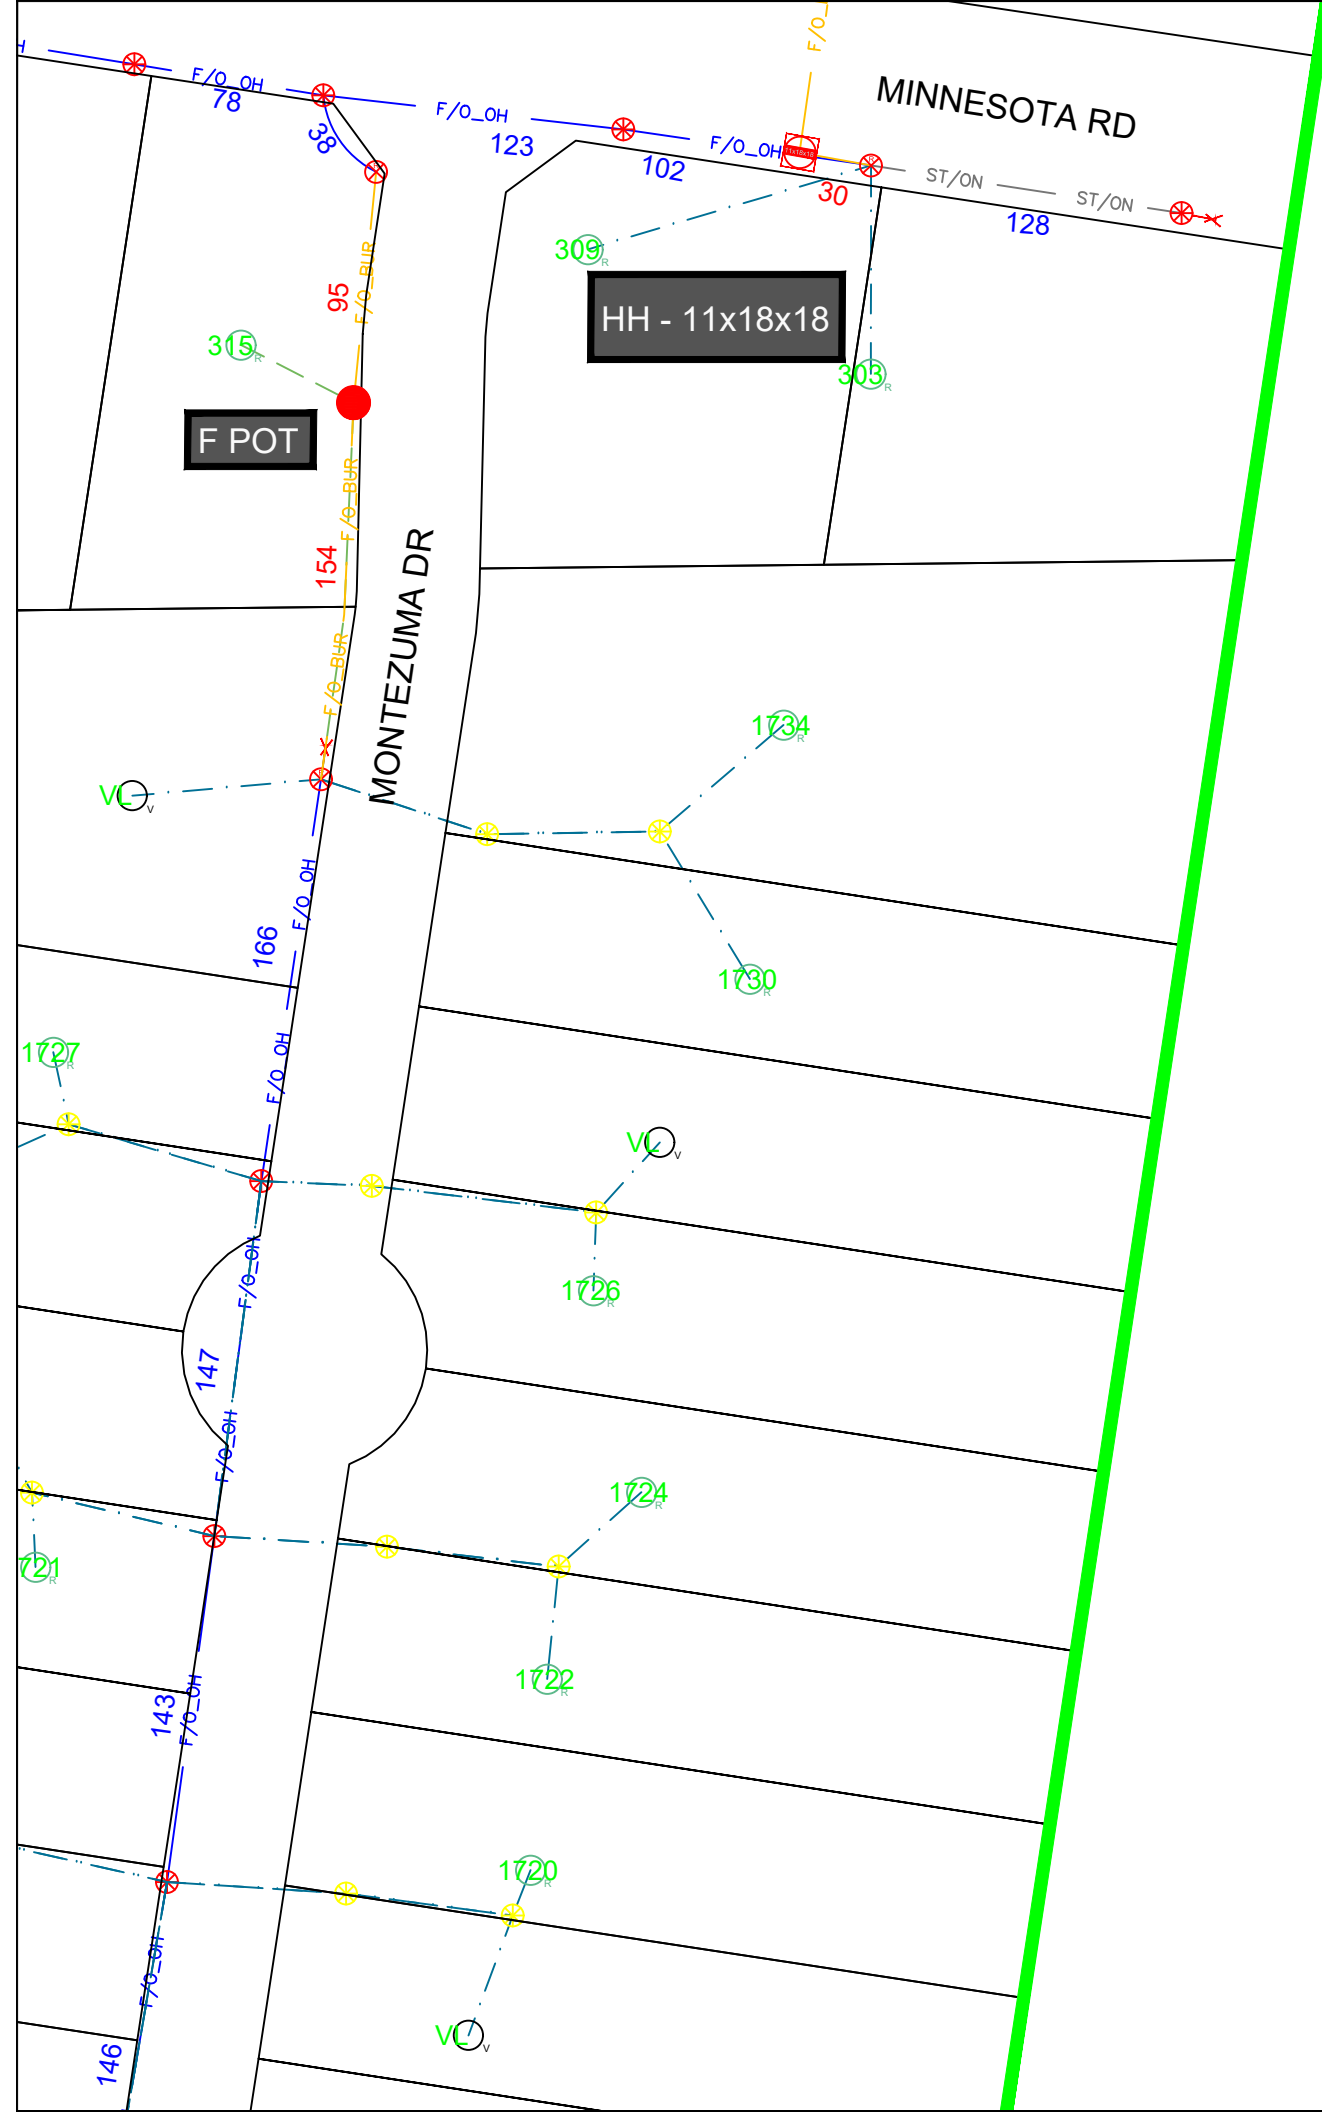 F/O_
MINNESOTA RD
H
F/O_OH
78
F/O_OH
38
123
F/O_OH
102
11x18x18
30
ST/ON
ST/ON
128
309
R
HH - 11x18x18
303
R
F/O_BUR
95
315
R
F POT
F/O_BUR
154
MONTEZUMA DR
F/O_BUR
1734
R
VL
V
F/O_OH
166
1730
R
F/O_OH
1727
R
VL
V
F/O_OH
1726
R
147
F/O_OH
1724
R
721
R
1722
R
143
F/O_OH
1720
R
F/O_OH
VL
V
146